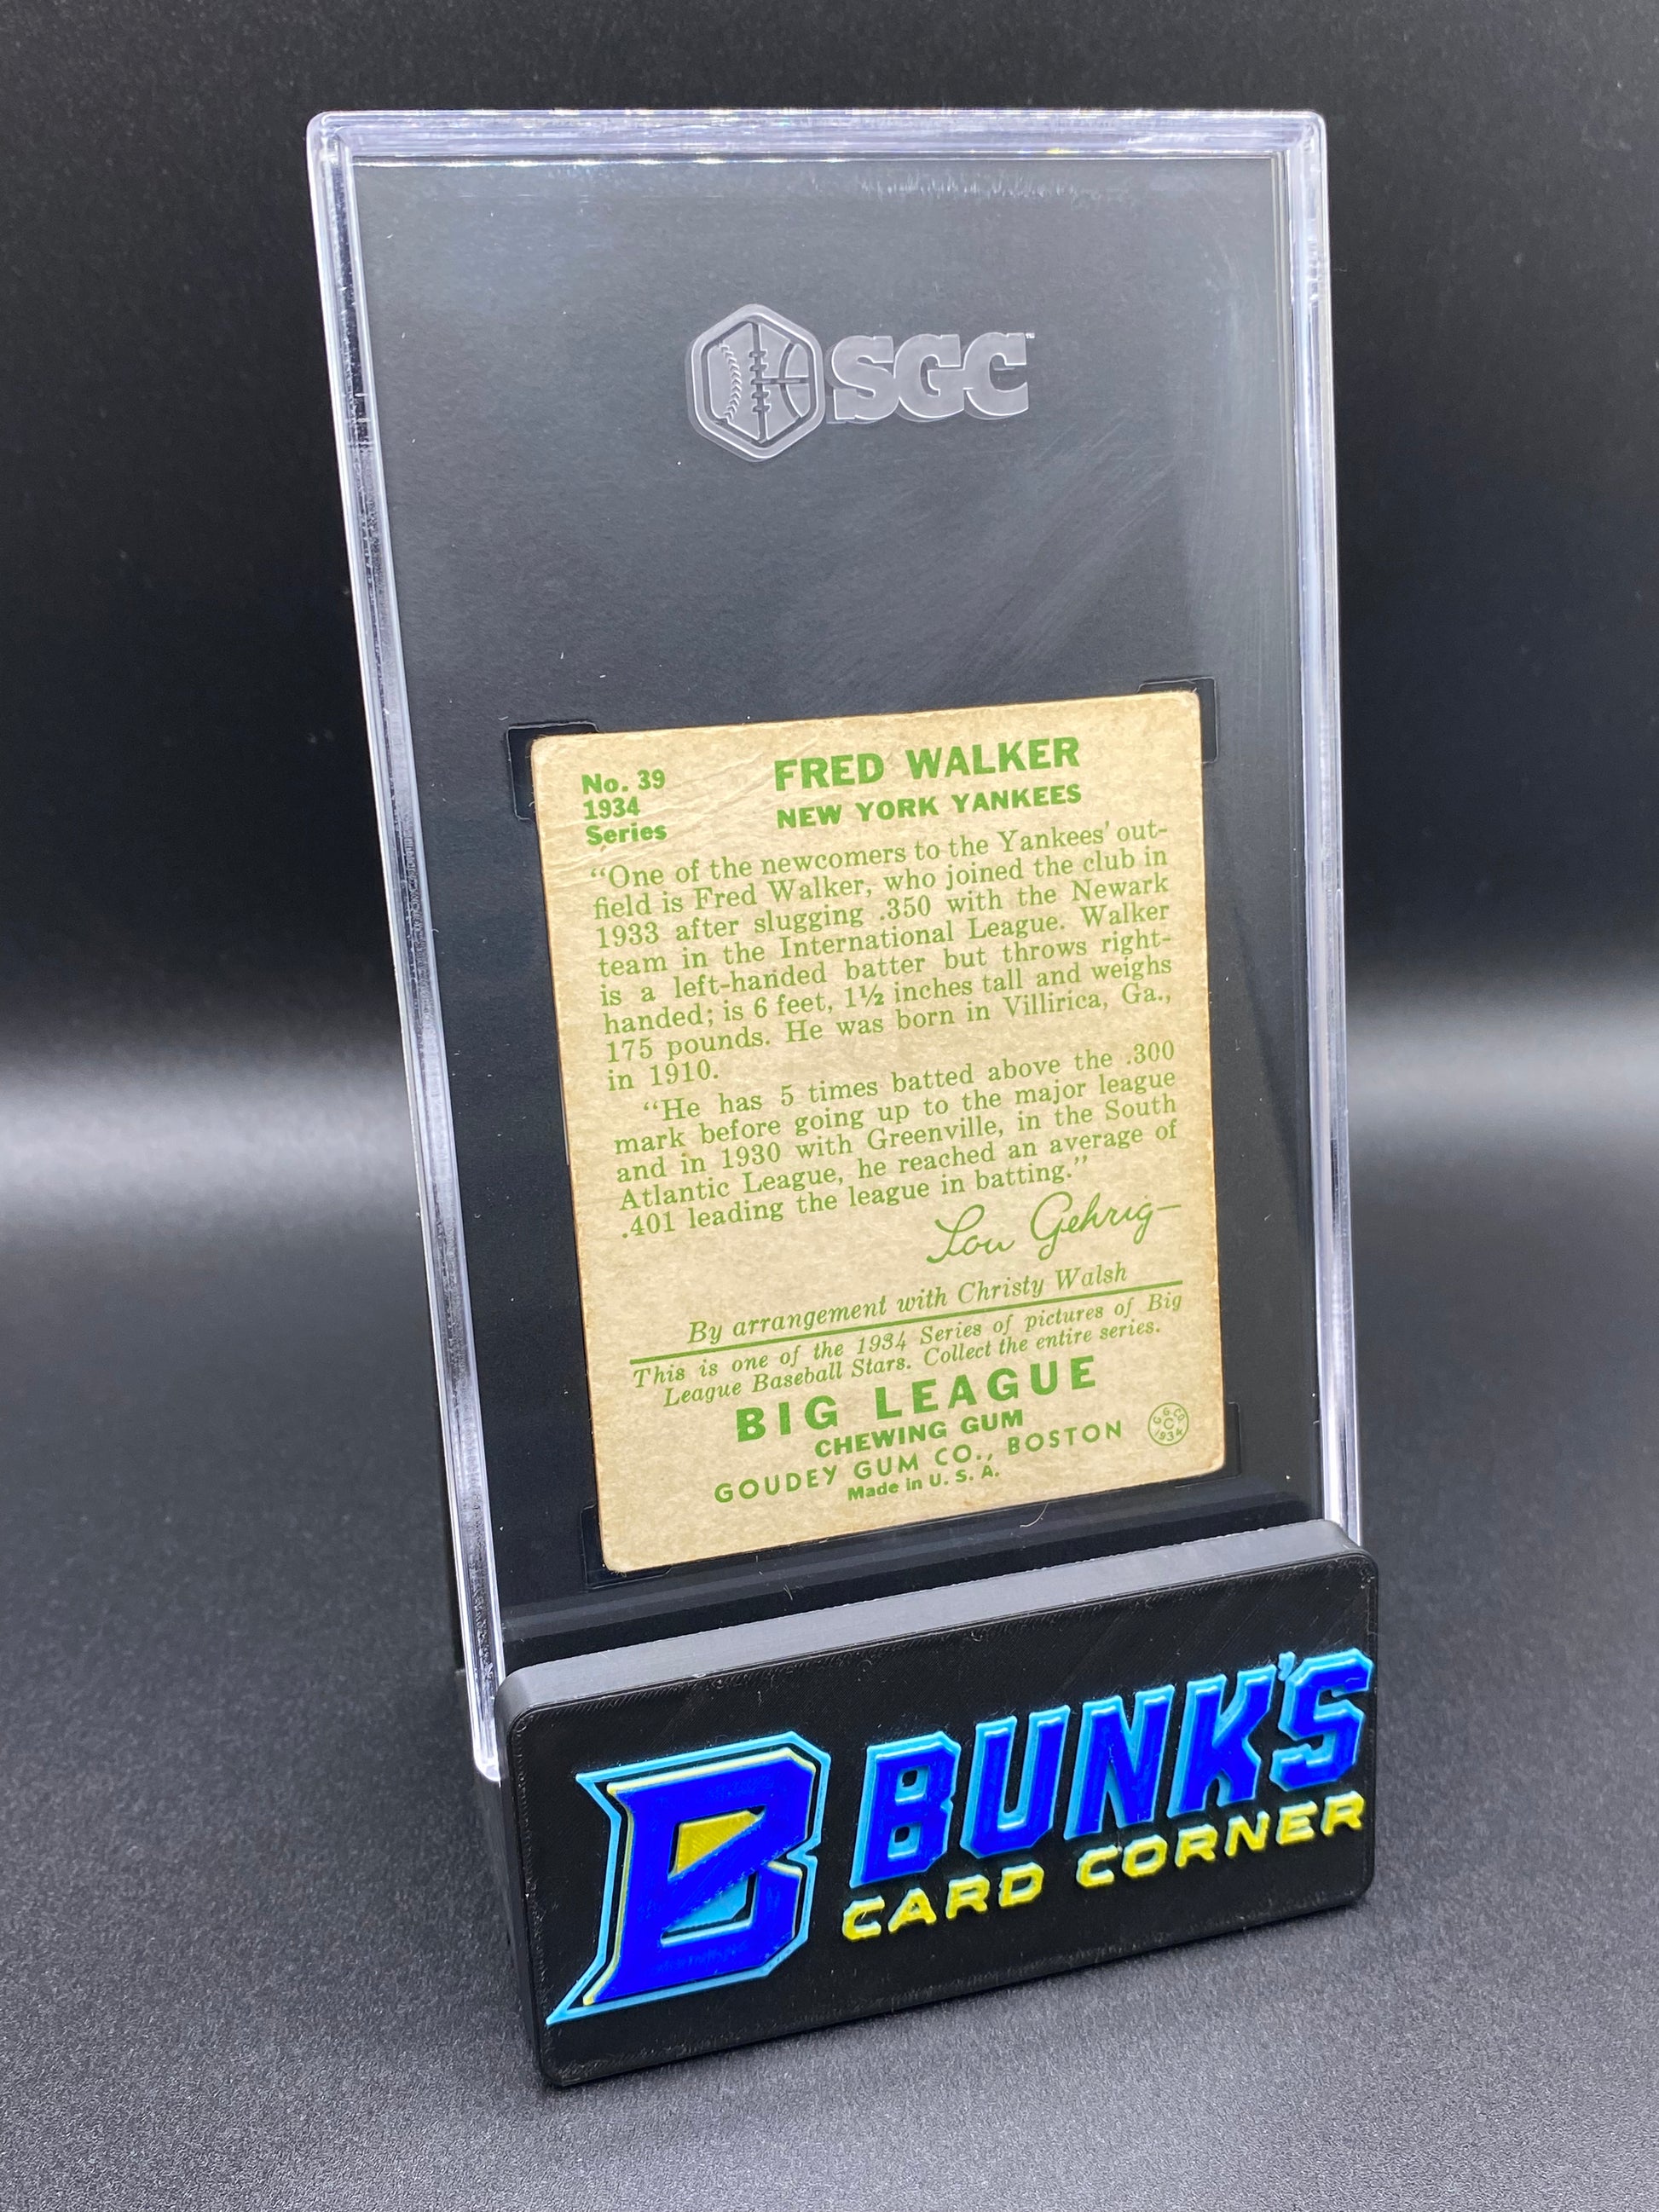 SGC
No. 39
1934
Series
FRED WALKER
NEW YORK YANKEES
“One of the newcomers to the Yankees’ out-
field is Fred Walker, who joined the club in
1933 after slugging .350 with the Newark
team in the International League. Walker
is a left-handed batter but throws right-
handed; is 6 feet, 1½ inches tall and weighs
175 pounds. He was born in Villirica, Ga.,
in 1910.
“He has 5 times batted above the .300
mark before going up to the major league
and in 1930 with Greenville, in the South
Atlantic League, he reached an average of
.401 leading the league in batting.”
Lou Gehrig
By arrangement with Christy Walsh
This is one of the 1934 Series of pictures of Big
League Baseball Stars. Collect the entire series.
BIG LEAGUE
CHEWING GUM
GOUDEY GUM CO., BOSTON
Made in U. S. A.
G. G. CO.
C
1934
B
BUNK'S
CARD CORNER